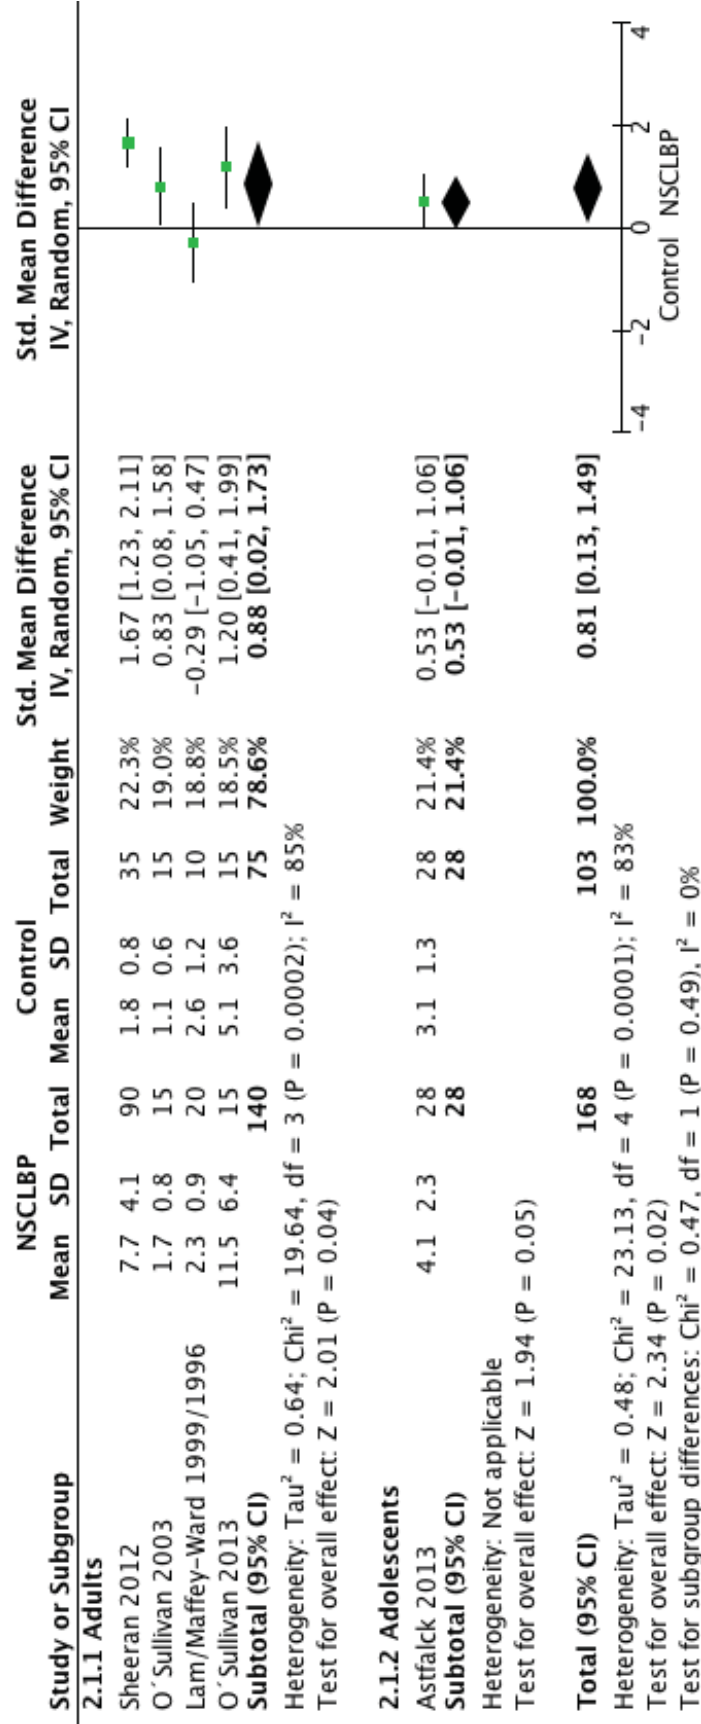 NSCLBP Control Std. Mean Difference Std. Mean Difference
Study or Subgroup Mean SD Total Mean SD Total Weight IV, Random, 95% CI IV, Random, 95% CI
2.1.1 Adults
Sheeran 2012 7.7 4.1 90 1.8 0.8 35 22.3% 1.67 [1.23, 2.11]
O´Sullivan 2003 1.7 0.8 15 1.1 0.6 15 19.0% 0.83 [0.08, 1.58]
Lam/Maffey-Ward 1999/1996 2.3 0.9 20 2.6 1.2 10 18.8% -0.29 [-1.05, 0.47]
O´Sullivan 2013 11.5 6.4 15 5.1 3.6 15 18.5% 1.20 [0.41, 1.99]
Subtotal (95% CI) 140 75 78.6% 0.88 [0.02, 1.73]
Heterogeneity: Tau² = 0.64; Chi² = 19.64, df = 3 (P = 0.0002); I² = 85%
Test for overall effect: Z = 2.01 (P = 0.04)
2.1.2 Adolescents
Astfalck 2013 4.1 2.3 28 3.1 1.3 28 21.4% 0.53 [-0.01, 1.06]
Subtotal (95% CI) 28 28 21.4% 0.53 [-0.01, 1.06]
Heterogeneity: Not applicable
Test for overall effect: Z = 1.94 (P = 0.05)
Total (95% CI) 168 103 100.0% 0.81 [0.13, 1.49]
Heterogeneity: Tau² = 0.48; Chi² = 23.13, df = 4 (P = 0.0001); I² = 83%
Test for overall effect: Z = 2.34 (P = 0.02)
Test for subgroup differences: Chi² = 0.47, df = 1 (P = 0.49), I² = 0%
-4 -2 0 2 4
Control NSCLBP